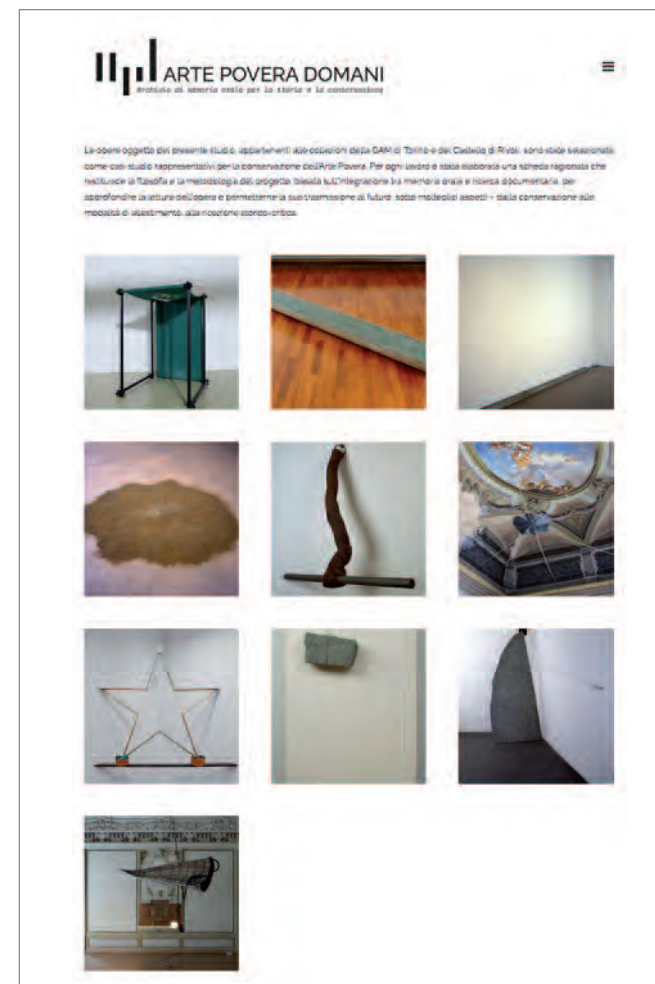 ARTE POVERA DOMANI
Archivio di memoria orale per la storia e la conservazione
Le opere oggetto del presente studio, appartenenti alle collezioni della GAM di Torino e del Castello di Rivoli, sono state selezionate
come casi studio rappresentativi per la conservazione dell'Arte Povera. Per ogni lavoro è stata elaborata una scheda ragionata che
restituisce la filosofia e la metodologia del progetto, basata sull'integrazione tra memoria orale e ricerca documentaria, per
approfondire la lettura dell'opera e permetterne la sua trasmissione al futuro, sotto molteplici aspetti – dalla conservazione alle
modalità di allestimento, alla ricezione storico-critica.